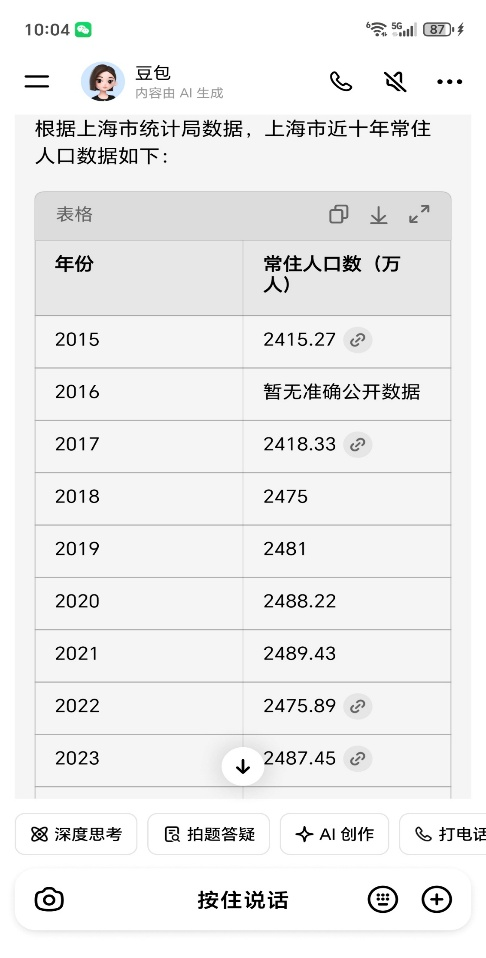 10:04
6 5G 87
豆包
内容由 AI 生成
根据上海市统计局数据，上海市近十年常住
人口数据如下：
表格
年份 常住人口数（万
人）
2015 2415.27
2016 暂无准确公开数据
2017 2418.33
2018 2475
2019 2481
2020 2488.22
2021 2489.43
2022 2475.89
2023 2487.45
深度思考 拍题答疑 AI 创作 打电话
按住说话